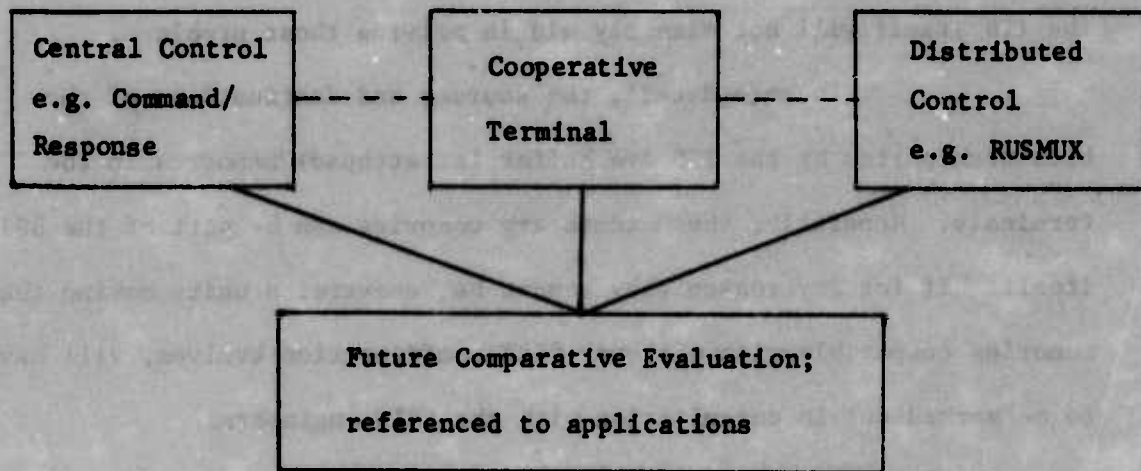 Central Control
e.g. Command/
Response
Cooperative
Terminal
Distributed
Control
e.g. RUSMUX
Future Comparative Evaluation;
referenced to applications